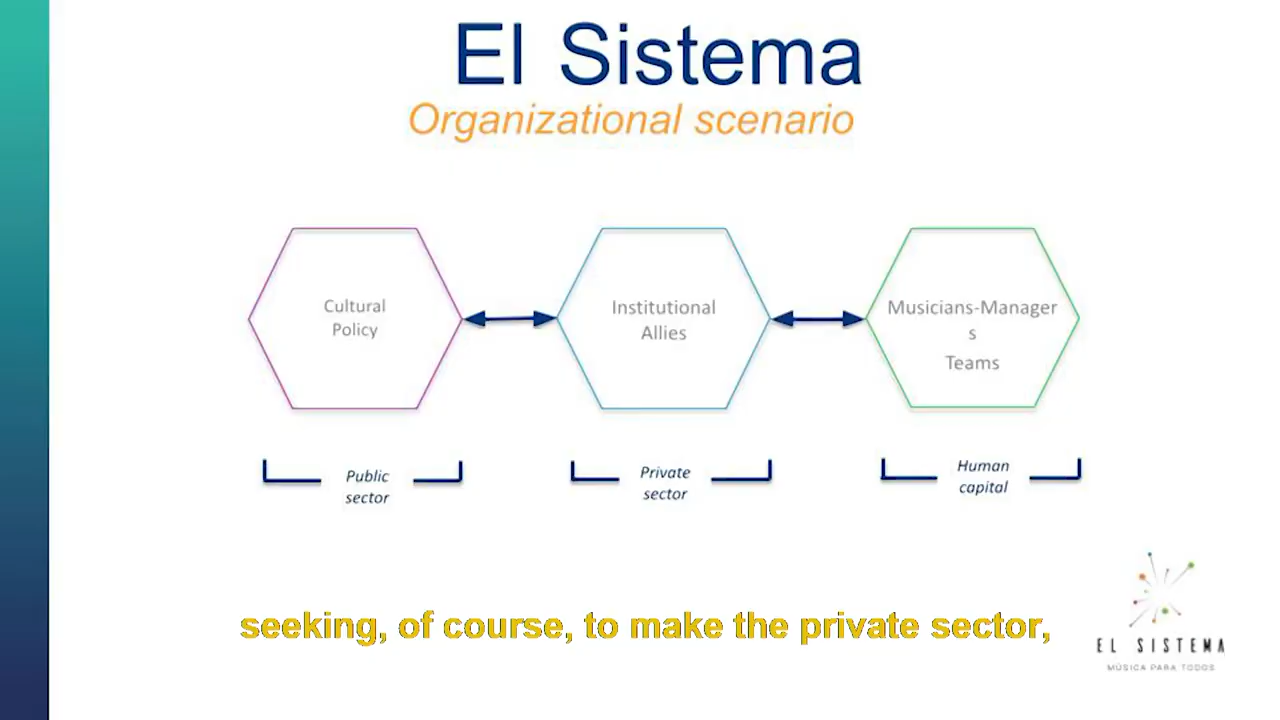 El Sistema
Organizational scenario
Cultural
Policy
Institutional
Allies
Musicians-Manager
s
Teams
Public
sector
Private
sector
Human
capital
seeking, of course, to make the private sector,
EL SISTEMA
MÚSICA PARA TODOS